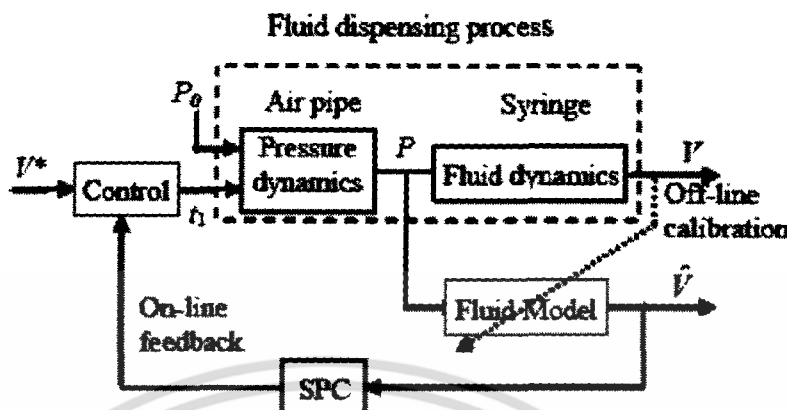 Fluid dispensing process
P₀
Air pipe
Syringe
V*
Control
t₁
Pressure
dynamics
P
Fluid dynamics
V
Off-line
calibration
On-line
feedback
Fluid Model
V̂
SPC